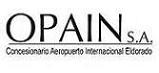 OPAIN S.A.
Concesionario Aeropuerto Internacional Eldorado